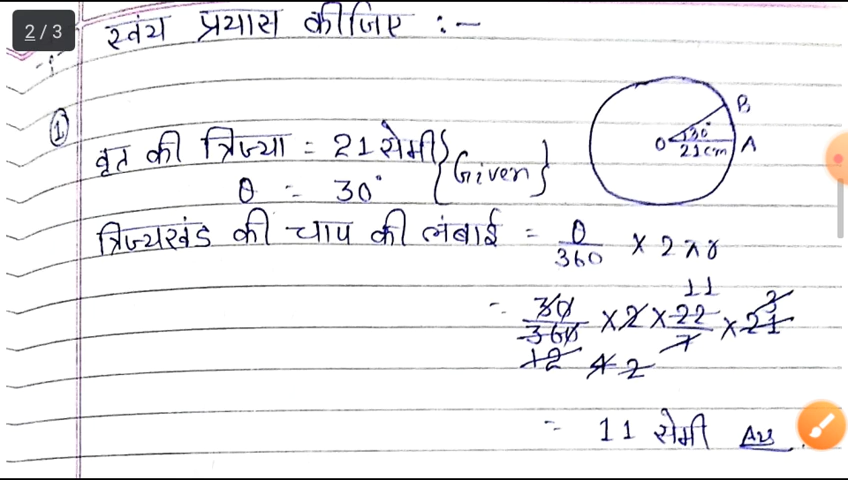 2/3
स्वंय प्रयास कीजिए :-
①
वृत की त्रिज्या = 21 सेमी } { Given }
θ = 30°
B
O 30° A
21 cm
त्रिज्यखंड की चाप की लंबाई = θ/360 × 2πr
= 30/360 × 2 × 22/7 × 21
11 3
12 4 2
= 11 सेमी Ans